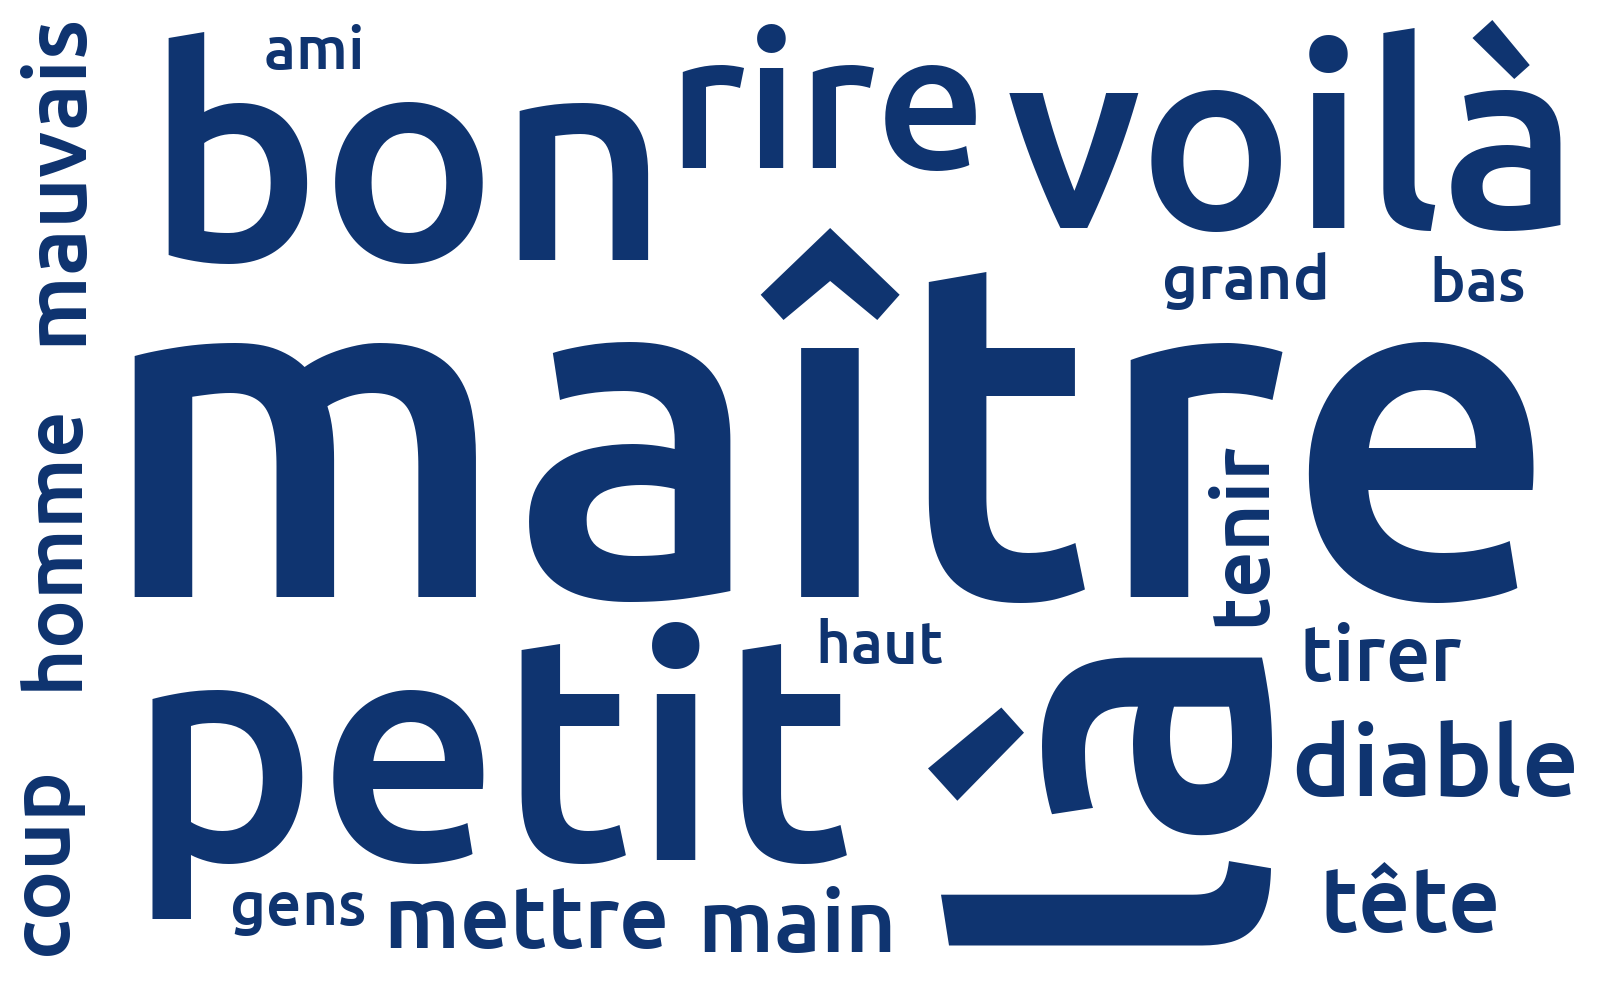 mauvais
ami
bon
rire
voilà
grand
bas
maître
homme
tenir
haut
tirer
petit
là
diable
coup
gens
mettre
main
tête